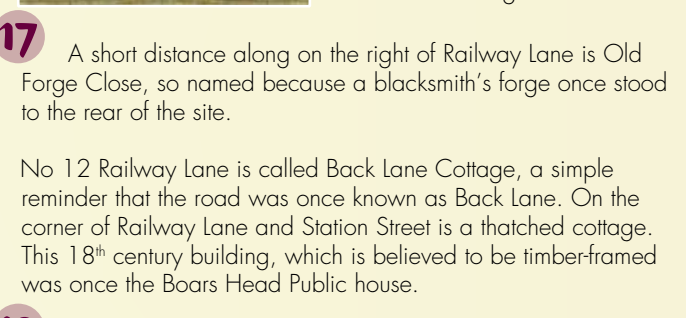 17
A short distance along on the right of Railway Lane is Old
Forge Close, so named because a blacksmith's forge once stood
to the rear of the site.
No 12 Railway Lane is called Back Lane Cottage, a simple
reminder that the road was once known as Back Lane. On the
corner of Railway Lane and Station Street is a thatched cottage.
This 18th century building, which is believed to be timber-framed
was once the Boars Head Public house.